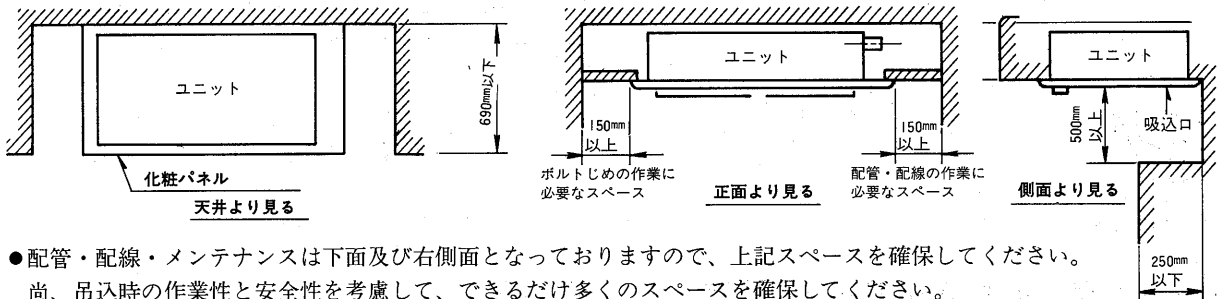 ユニット
690mm以下
化粧パネル
天井より見る
ユニット
150mm
以上
ボルトじめの作業に
必要なスペース
正面より見る
150mm
以上
配管・配線の作業に
必要なスペース
ユニット
500mm
以上
吸込口
側面より見る
250mm
以下
●配管・配線・メンテナンスは下面及び右側面となっておりますので、上記スペースを確保してください。
尚、吊込時の作業性と安全性を考慮して、できるだけ多くのスペースを確保してください。